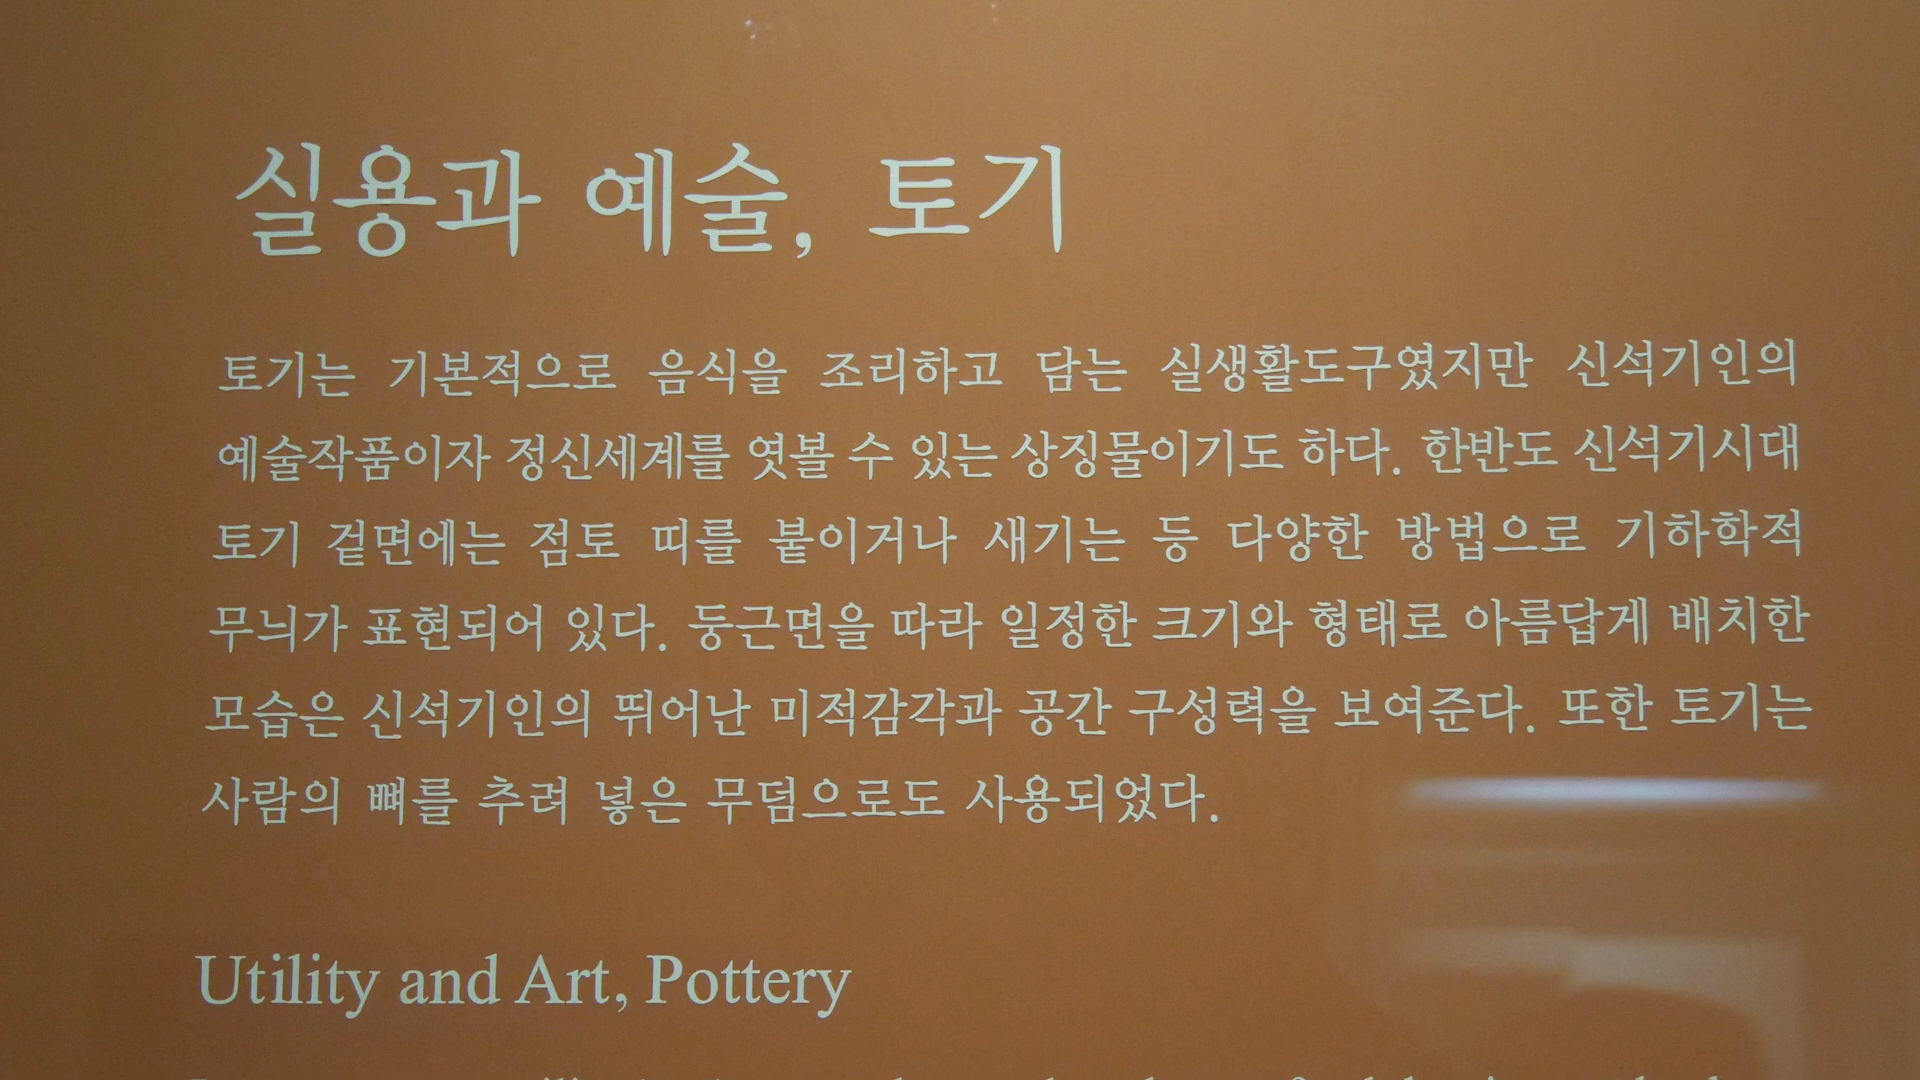 실용과 예술, 토기
토기는 기본적으로 음식을 조리하고 담는 실생활도구였지만 신석기인의
예술작품이자 정신세계를 엿볼 수 있는 상징물이기도 하다. 한반도 신석기시대
토기 겉면에는 점토 띠를 붙이거나 새기는 등 다양한 방법으로 기하학적
무늬가 표현되어 있다. 둥근면을 따라 일정한 크기와 형태로 아름답게 배치한
모습은 신석기인의 뛰어난 미적감각과 공간 구성력을 보여준다. 또한 토기는
사람의 뼈를 추려 넣은 무덤으로도 사용되었다.
Utility and Art, Pottery